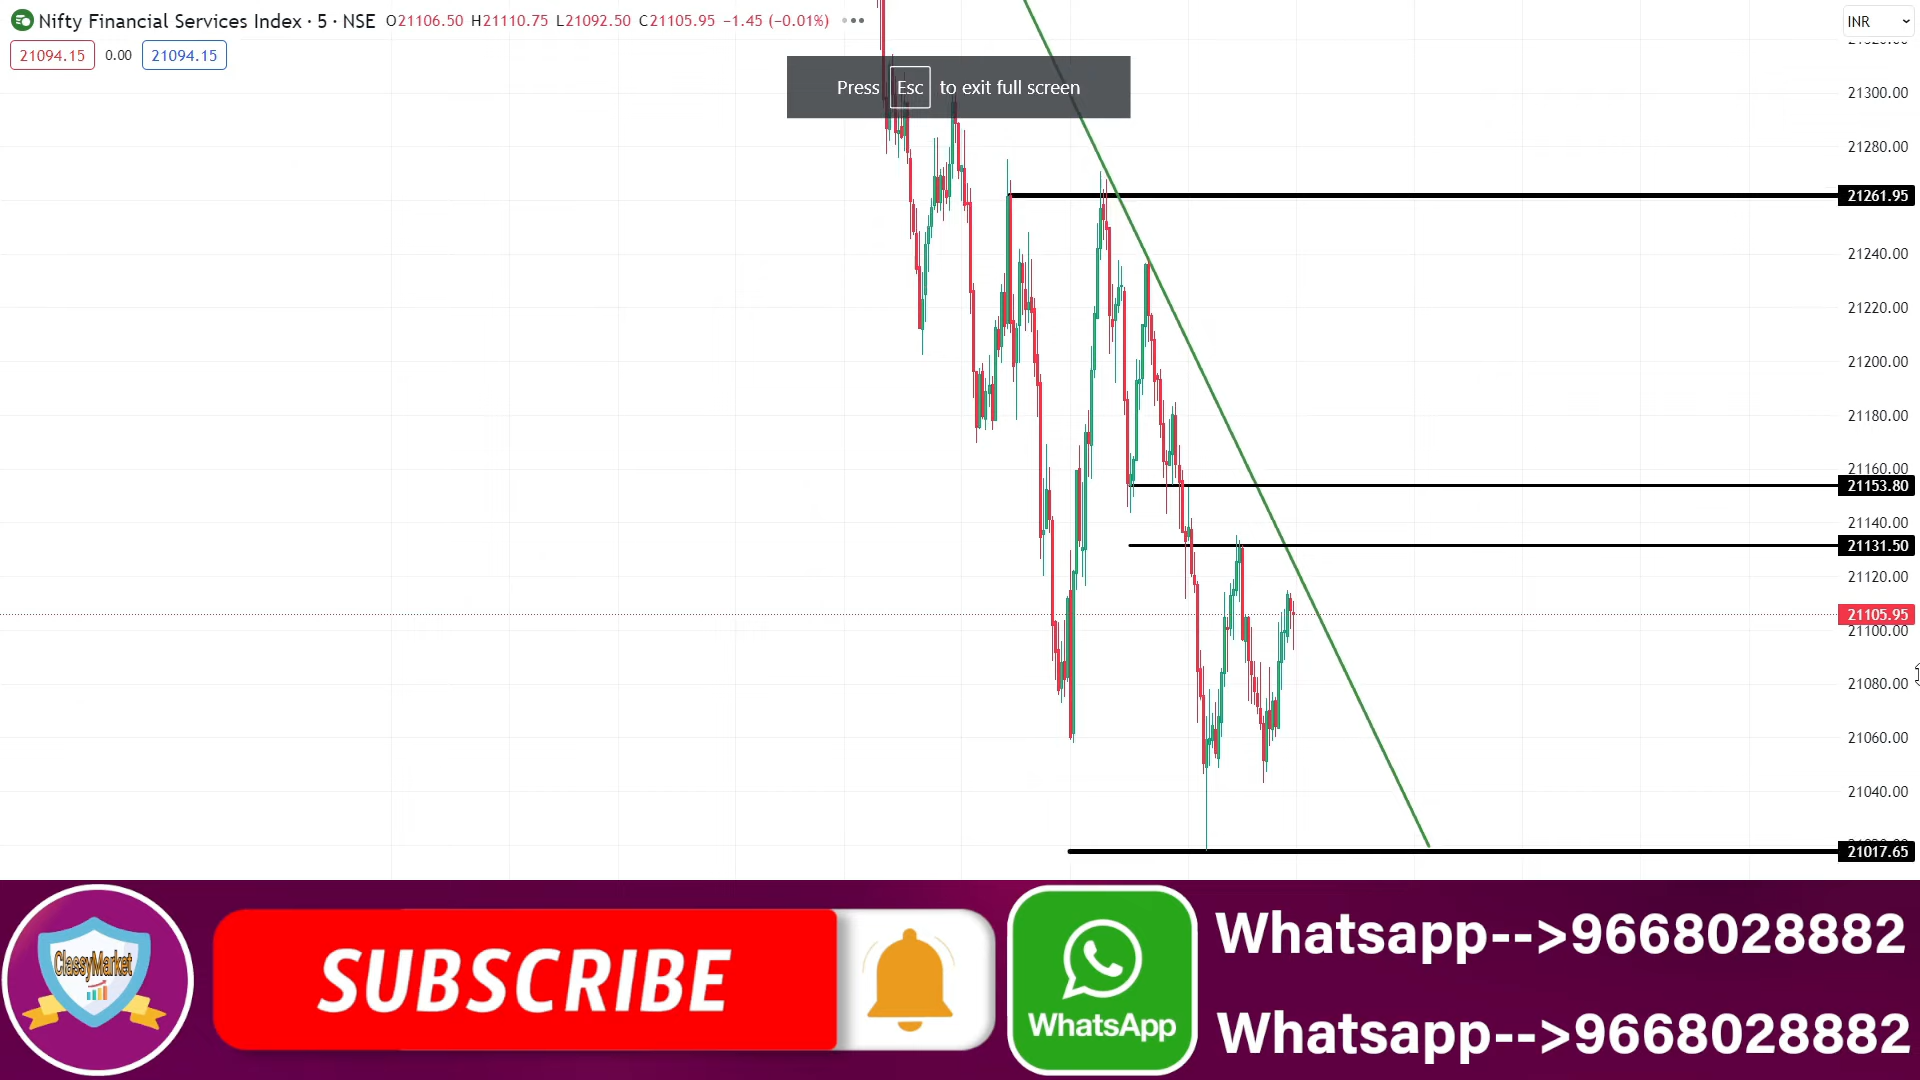 Nifty Financial Services Index · 5 · NSE O21106.50 H21110.75 L21092.50 C21105.95 −1.45 (−0.01%)
INR
21094.15 0.00 21094.15
Press Esc to exit full screen
21300.00
21280.00
21261.95
21240.00
21220.00
21200.00
21180.00
21160.00
21153.80
21140.00
21131.50
21120.00
21105.95
21100.00
21080.00
21060.00
21040.00
21017.65
ClassyMarket
SUBSCRIBE
WhatsApp
Whatsapp-->9668028882
Whatsapp-->9668028882